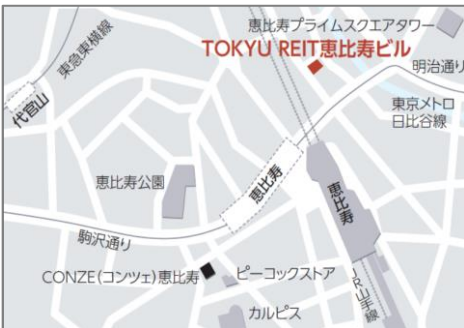 恵比寿プライムスクエアタワー
TOKYU REIT恵比寿ビル
東急東横線
明治通り
代官山
東京メトロ
日比谷線
恵比寿公園
恵比寿
恵比寿
駒沢通り
CONZE(コンツェ)恵比寿
ピーコックストア
JR山手線
カルピス